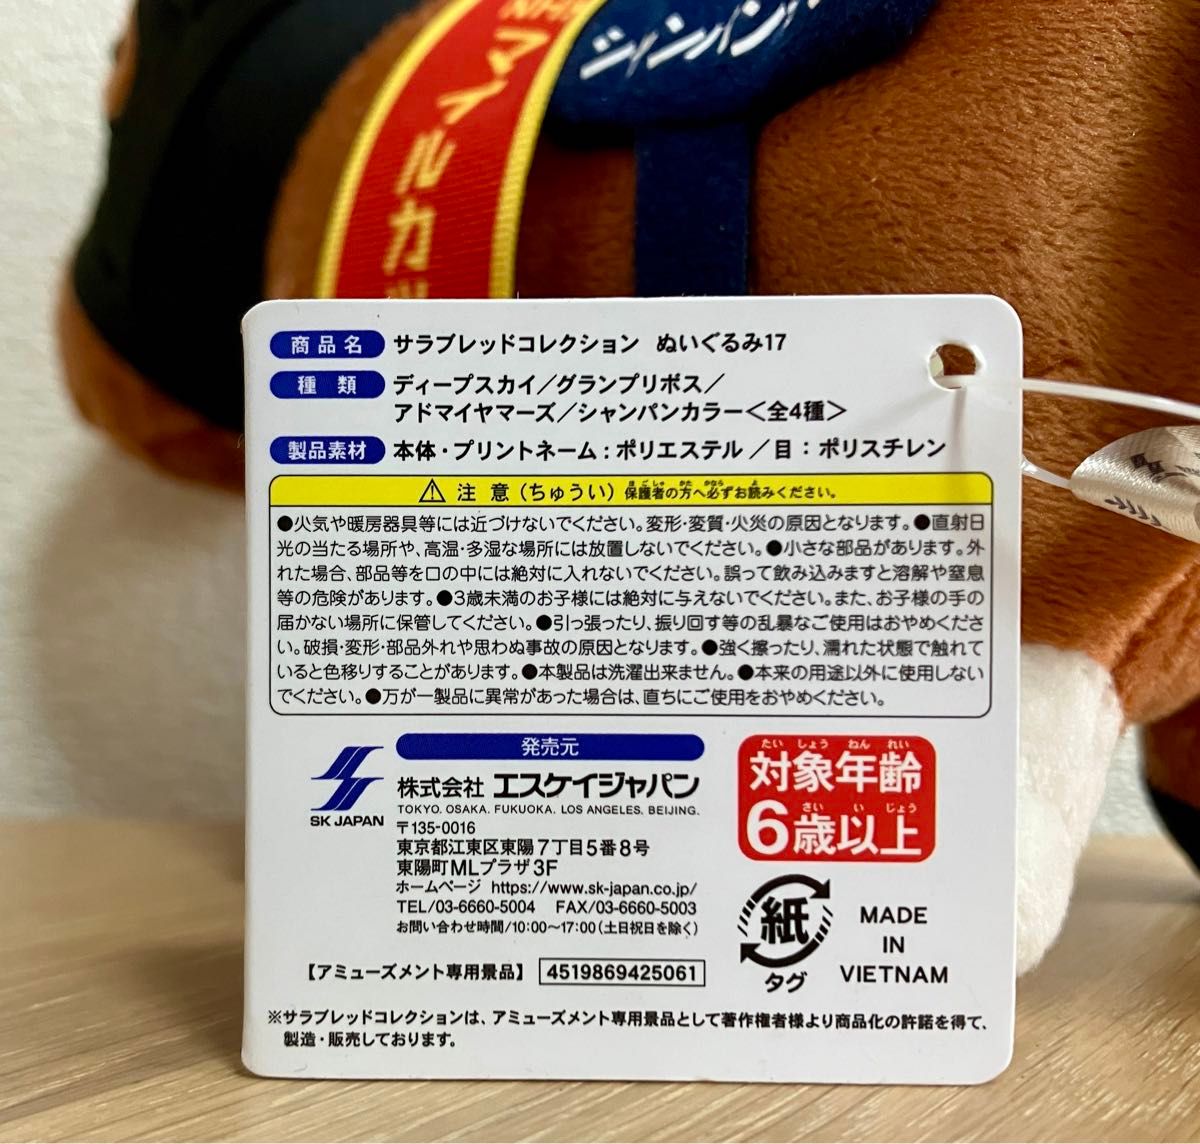 NHK
マイルカッ
シャンパン
商品名 サラブレッドコレクション ぬいぐるみ17
種類 ディープスカイ／グランプリボス／
アドマイヤマーズ／シャンパンカラー＜全4種＞
製品素材 本体・プリントネーム：ポリエステル／目：ポリスチレン
⚠ 注意（ちゅうい）保護者の方へ必ずお読みください。
●火気や暖房器具等には近づけないでください。変形・変質・火災の原因となります。●直射日
光の当たる場所や、高温・多湿な場所には放置しないでください。●小さな部品があります。外
れた場合、部品等を口の中には絶対に入れないでください。誤って飲み込みますと溶解や窒息
等の危険があります。●3歳未満のお子様には絶対に与えないでください。また、お子様の手の
届かない場所に保管してください。●引っ張ったり、振り回す等の乱暴なご使用はおやめくださ
い。破損・変形・部品外れや思わぬ事故の原因となります。●強く擦ったり、濡れた状態で触れて
いると色移りすることがあります。●本製品は洗濯出来ません。●本来の用途以外に使用しない
でください。●万が一製品に異常があった場合は、直ちにご使用をおやめください。
発売元
SK JAPAN
株式会社 エスケイジャパン
TOKYO. OSAKA. FUKUOKA. LOS ANGELES. BEIJING.
〒135-0016
東京都江東区東陽7丁目5番8号
東陽町MLプラザ3F
ホームページ https://www.sk-japan.co.jp/
TEL/03-6660-5004 FAX/03-6660-5003
お問い合わせ時間/10:00〜17:00（土日祝日を除く）
【アミューズメント専用景品】 4519869425061
たいしょうねんれい
対象年齢
さいいじょう
6歳以上
紙
タグ
MADE
IN
VIETNAM
※サラブレッドコレクションは、アミューズメント専用景品として著作権者様より商品化の許諾を得て、
製造・販売しております。